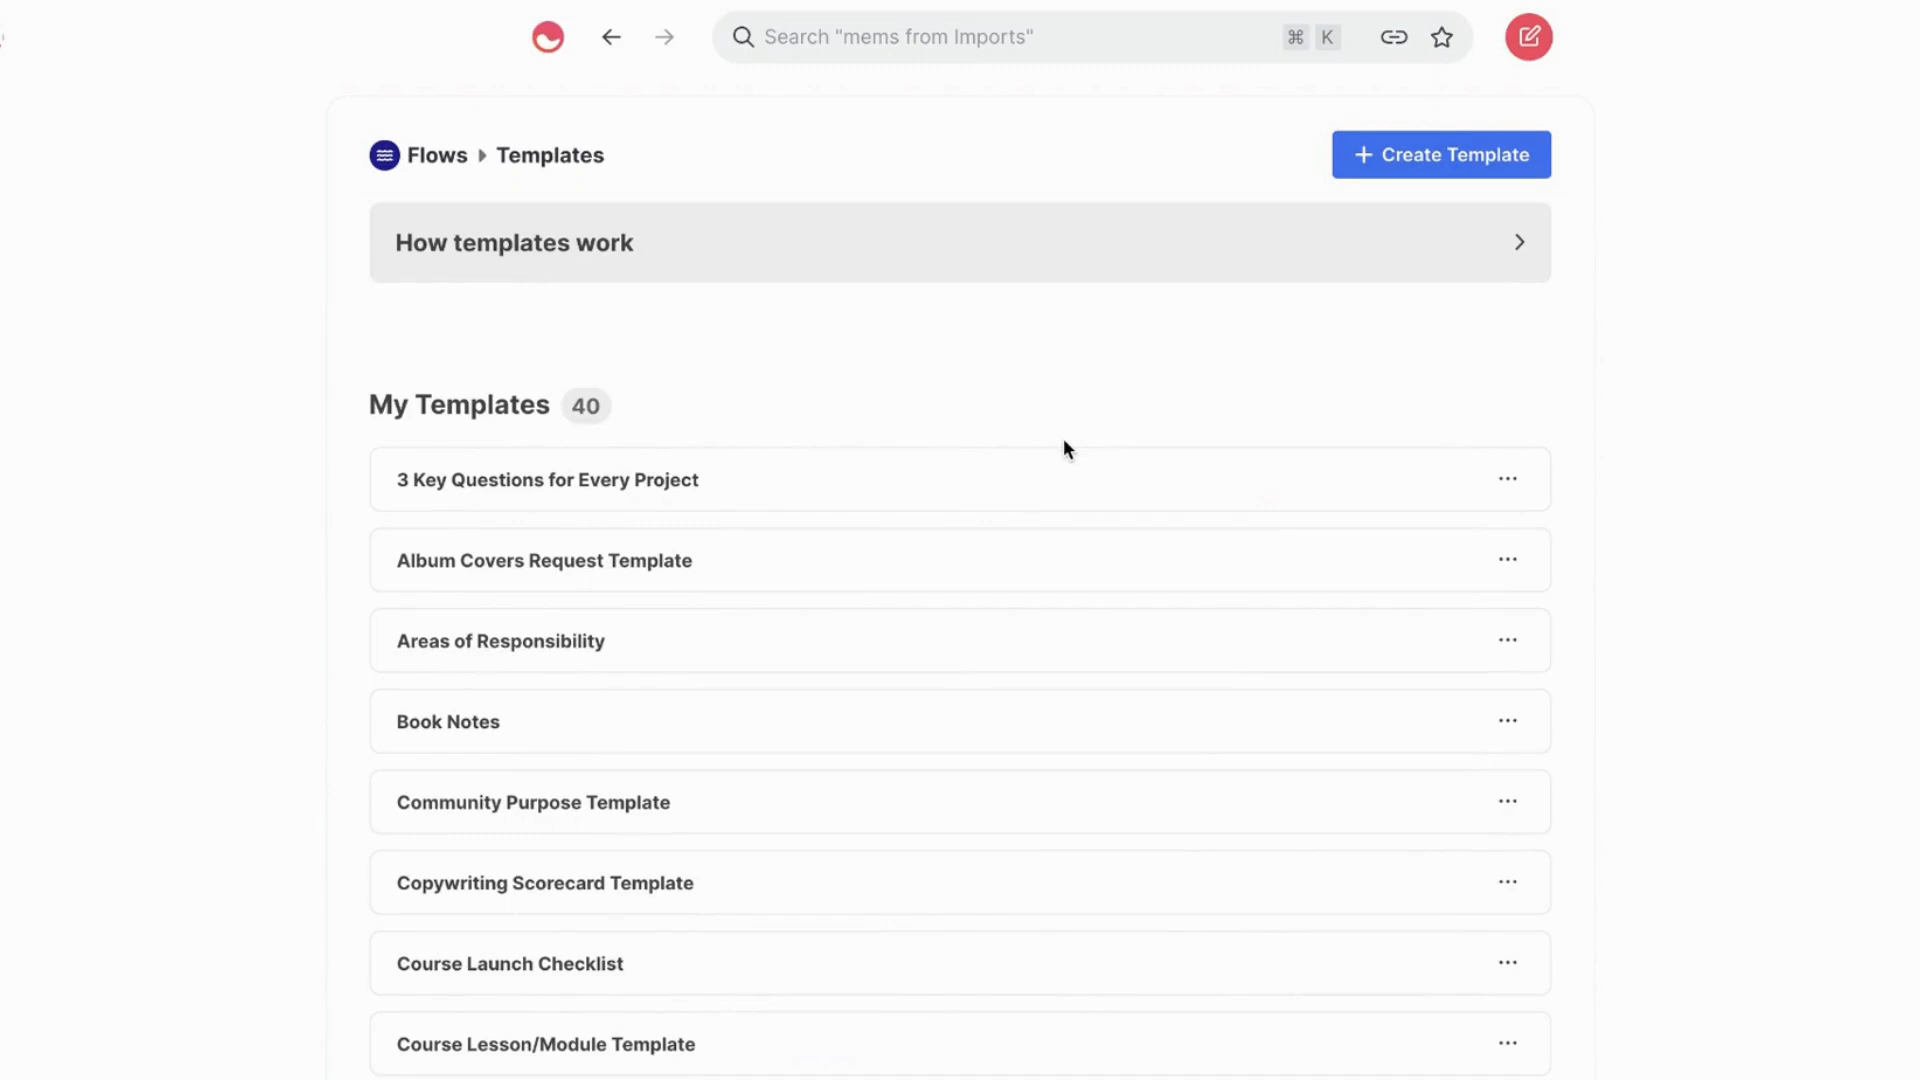 Search "mems from Imports" ⌘ K
Flows Templates
+ Create Template
How templates work
My Templates 40
3 Key Questions for Every Project
Album Covers Request Template
Areas of Responsibility
Book Notes
Community Purpose Template
Copywriting Scorecard Template
Course Launch Checklist
Course Lesson/Module Template